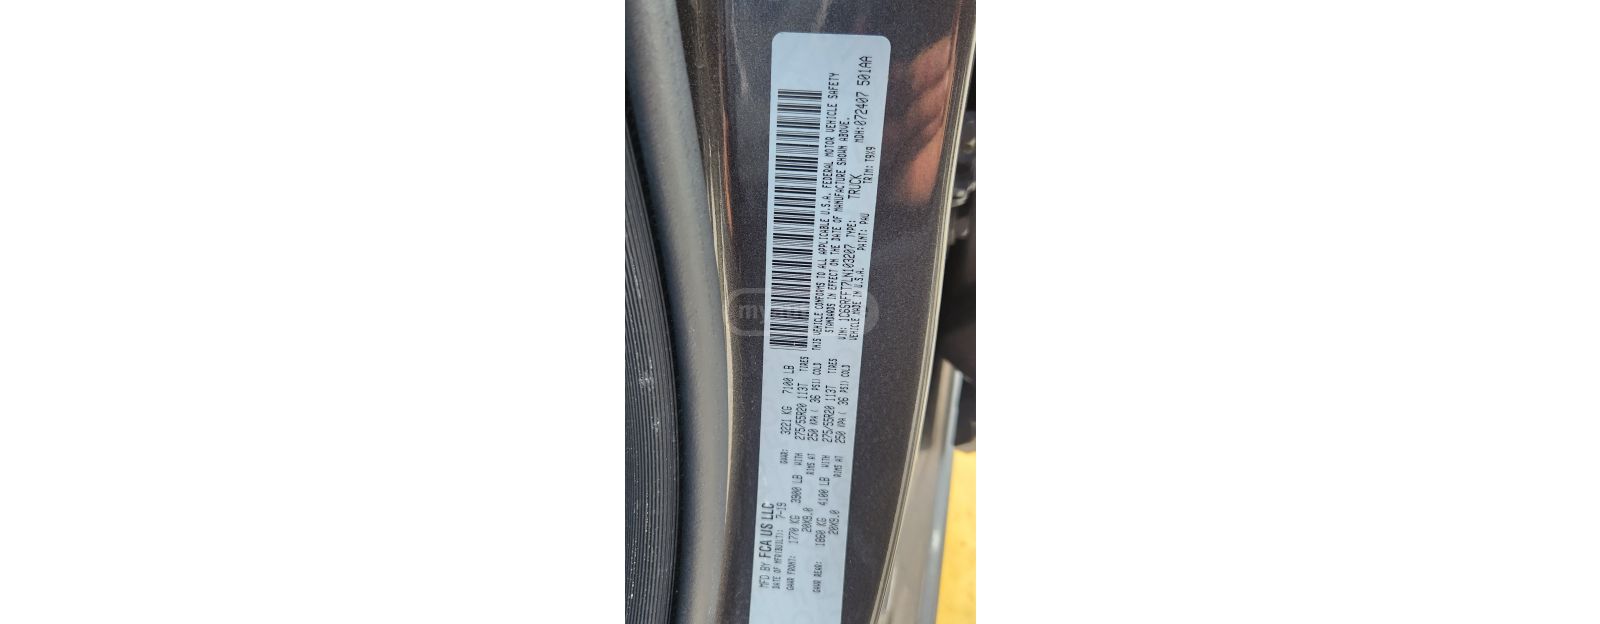 MFD BY FCA US LLC
DATE OF MFR(BUILT): 7-19 GVWR: 3221 KG 7100 LB
GAWR FRONT: 1770 KG 3900 LB WITH 275/55R20 113T TIRES
20X9.0 RIMS AT 250 KPA ( 36 PSI) COLD
GAWR REAR: 1860 KG 4100 LB WITH 275/55R20 113T TIRES
20X9.0 RIMS AT 250 KPA ( 36 PSI) COLD
THIS VEHICLE CONFORMS TO ALL APPLICABLE U.S.A. FEDERAL MOTOR VEHICLE SAFETY
STANDARDS IN EFFECT ON THE DATE OF MANUFACTURE SHOWN ABOVE.
VIN: 1C6SRFFT7LN103207 TYPE: TRUCK MDH:072407 501AA
VEHICLE MADE IN U.S.A. PAINT: PAU TRIM: T9X9